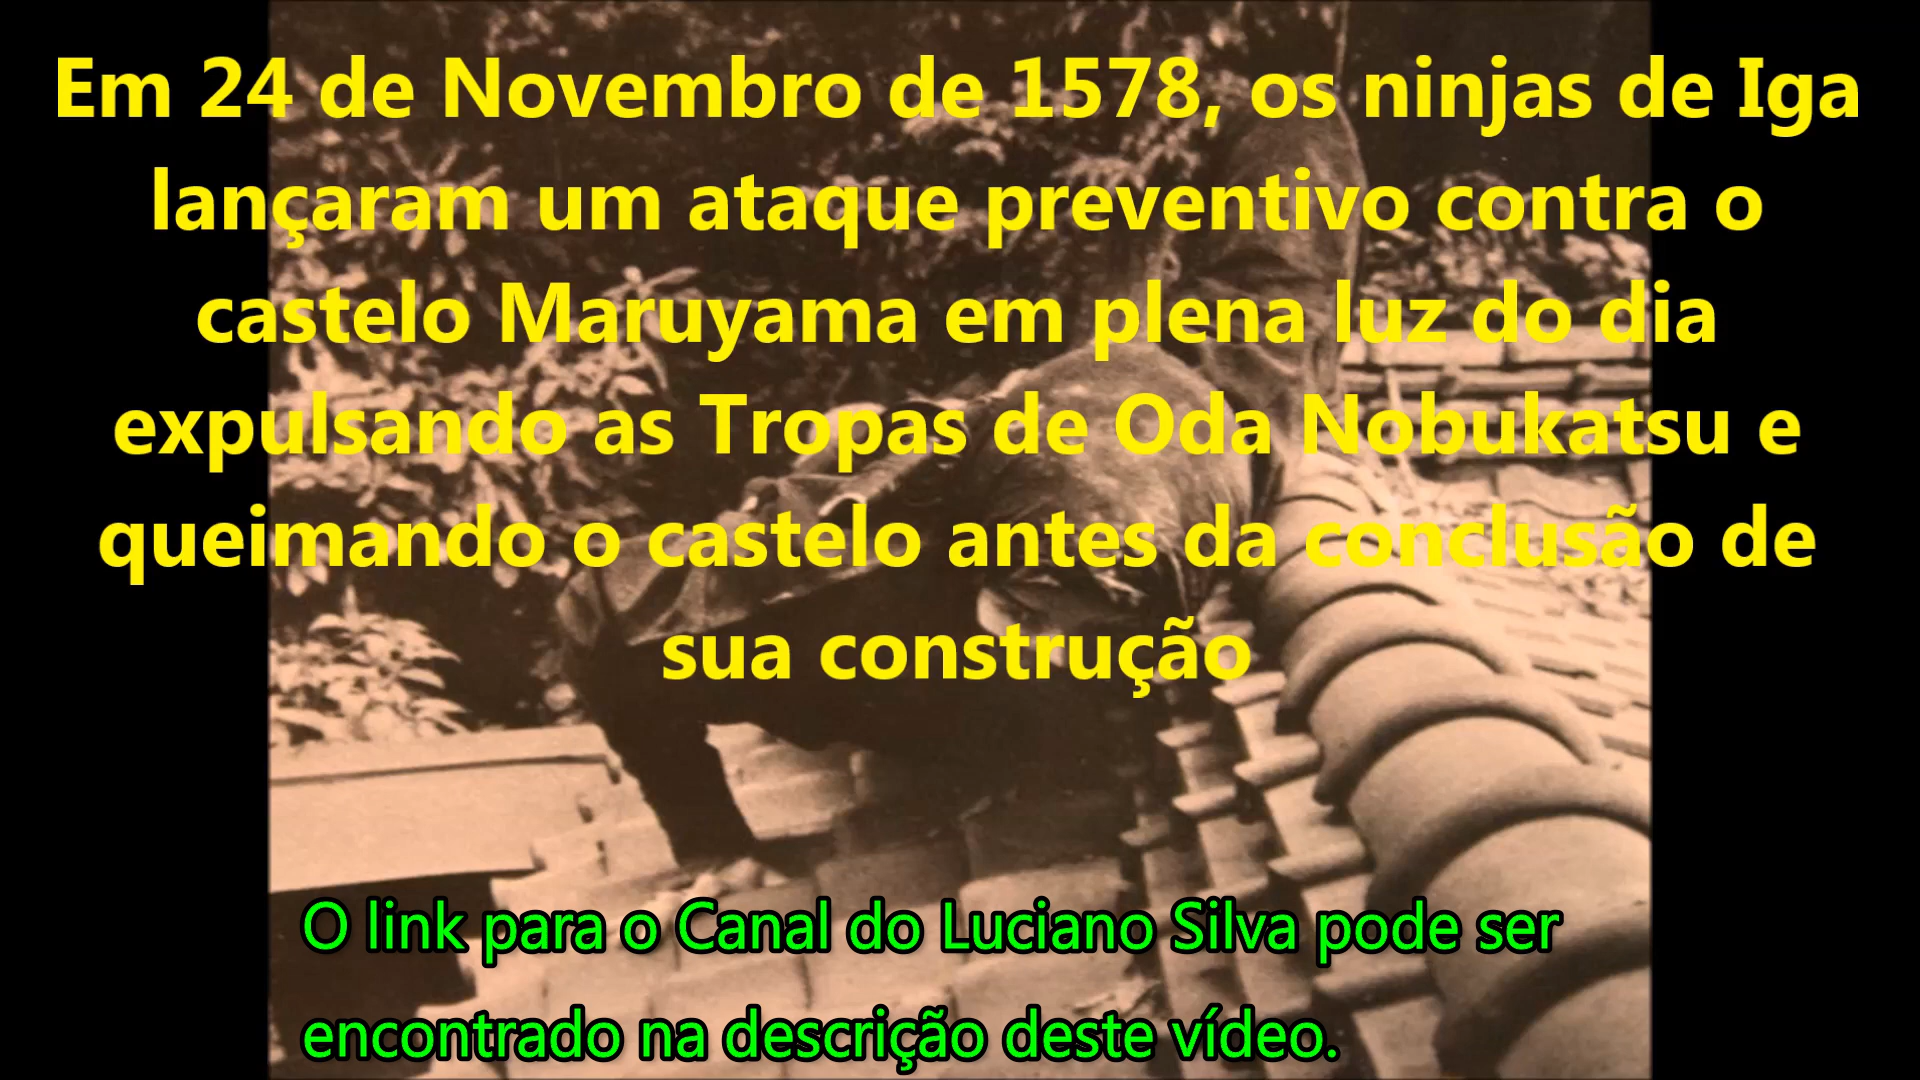 Em 24 de Novembro de 1578, os ninjas de Iga
lançaram um ataque preventivo contra o
castelo Maruyama em plena luz do dia
expulsando as Tropas de Oda Nobukatsu e
queimando o castelo antes da conclusão de
sua construção
O link para o Canal do Luciano Silva pode ser
encontrado na descrição deste vídeo.